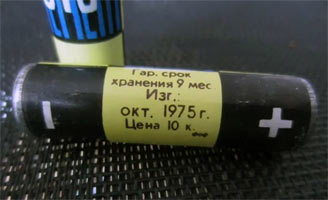 Гар. срок
хранения 9 мес
Изг.:
окт. 1975 г.
Цена 10 к.
− +